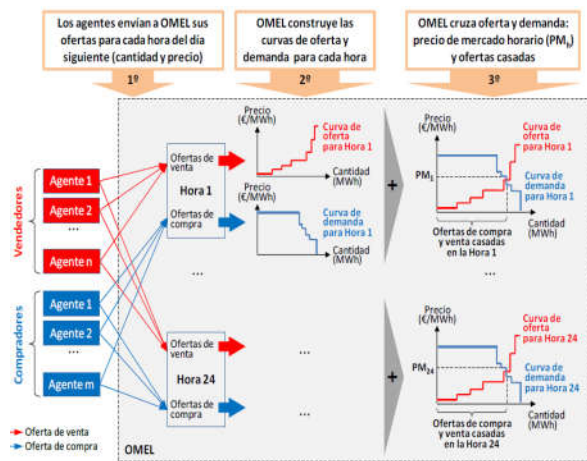 Los agentes envían a OMEL sus
ofertas para cada hora del día
siguiente (cantidad y precio)
OMEL construye las
curvas de oferta y
demanda para cada hora
OMEL cruza oferta y demanda:
precio de mercado horario (PMh)
y ofertas casadas
1º
2º
3º
Vendedores
Agente 1
Agente 2
...
Agente n
Compradores
Agente 1
Agente 2
...
Agente m
Ofertas de
venta
Hora 1
Ofertas de
compra
...
Ofertas de
venta
Hora 24
Ofertas de
compra
Precio
(€/MWh)
Curva de
oferta
para Hora 1
Cantidad
(MWh)
Precio
(€/MWh)
Curva de
demanda
para Hora 1
Cantidad
(MWh)
...
...
+
+
Precio
(€/MWh)
Curva de
oferta
para Hora 1
PM1
Curva de
demanda
para Hora 1
Cantidad
(MWh)
Ofertas de compra y
venta casadas
en la Hora 1
...
Precio
(€/MWh)
Curva de
oferta
para Hora 24
PM24
Curva de
demanda
para Hora 24
Cantidad
(MWh)
Ofertas de compra
y venta casadas
en la Hora 24
Oferta de venta
Oferta de compra
OMEL